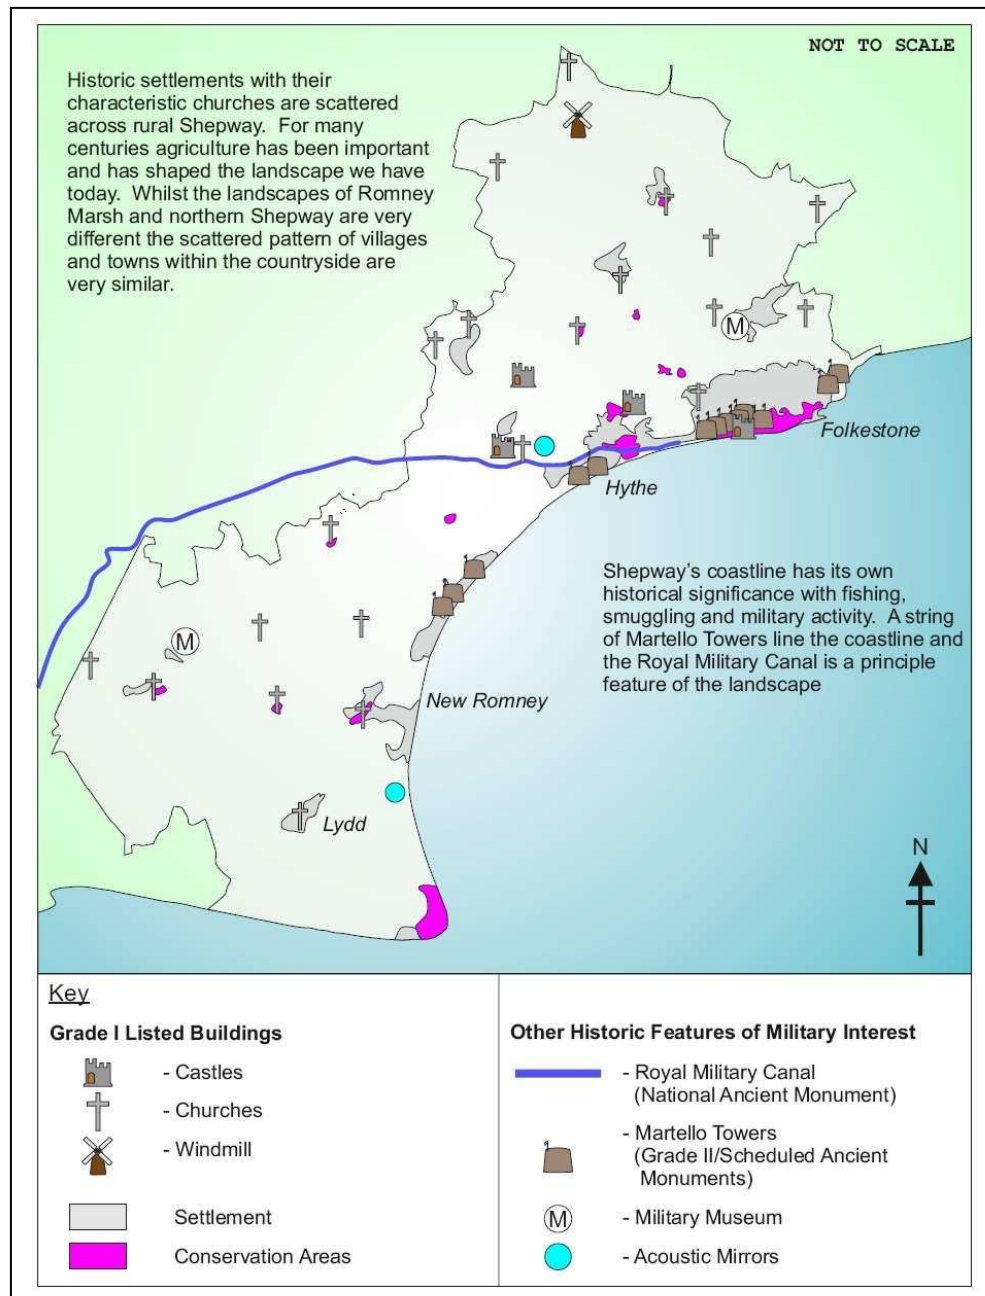 NOT TO SCALE
Historic settlements with their
characteristic churches are scattered
across rural Shepway. For many
centuries agriculture has been important
and has shaped the landscape we have
today. Whilst the landscapes of Romney
Marsh and northern Shepway are very
different the scattered pattern of villages
and towns within the countryside are
very similar.
M
Folkestone
Hythe
Shepway's coastline has its own
historical significance with fishing,
smuggling and military activity. A string
of Martello Towers line the coastline and
the Royal Military Canal is a principle
feature of the landscape
M
New Romney
Lydd
N
Key
Grade I Listed Buildings
- Castles
- Churches
- Windmill
Settlement
Conservation Areas
Other Historic Features of Military Interest
- Royal Military Canal
(National Ancient Monument)
- Martello Towers
(Grade II/Scheduled Ancient
Monuments)
M - Military Museum
- Acoustic Mirrors